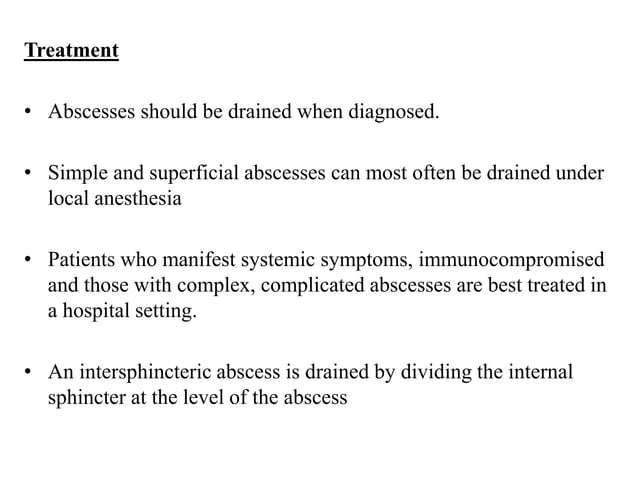 Treatment
• Abscesses should be drained when diagnosed.
• Simple and superficial abscesses can most often be drained under
local anesthesia
• Patients who manifest systemic symptoms, immunocompromised
and those with complex, complicated abscesses are best treated in
a hospital setting.
• An intersphincteric abscess is drained by dividing the internal
sphincter at the level of the abscess